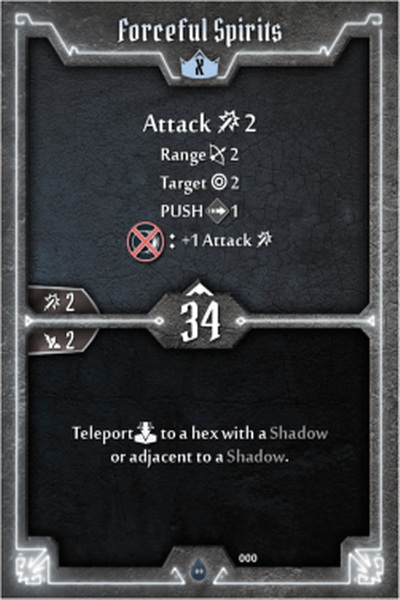 Forceful Spirits
X
Attack 2
Range 2
Target 2
PUSH 1
: +1 Attack
2
34
2
Teleport to a hex with a Shadow
or adjacent to a Shadow.
000